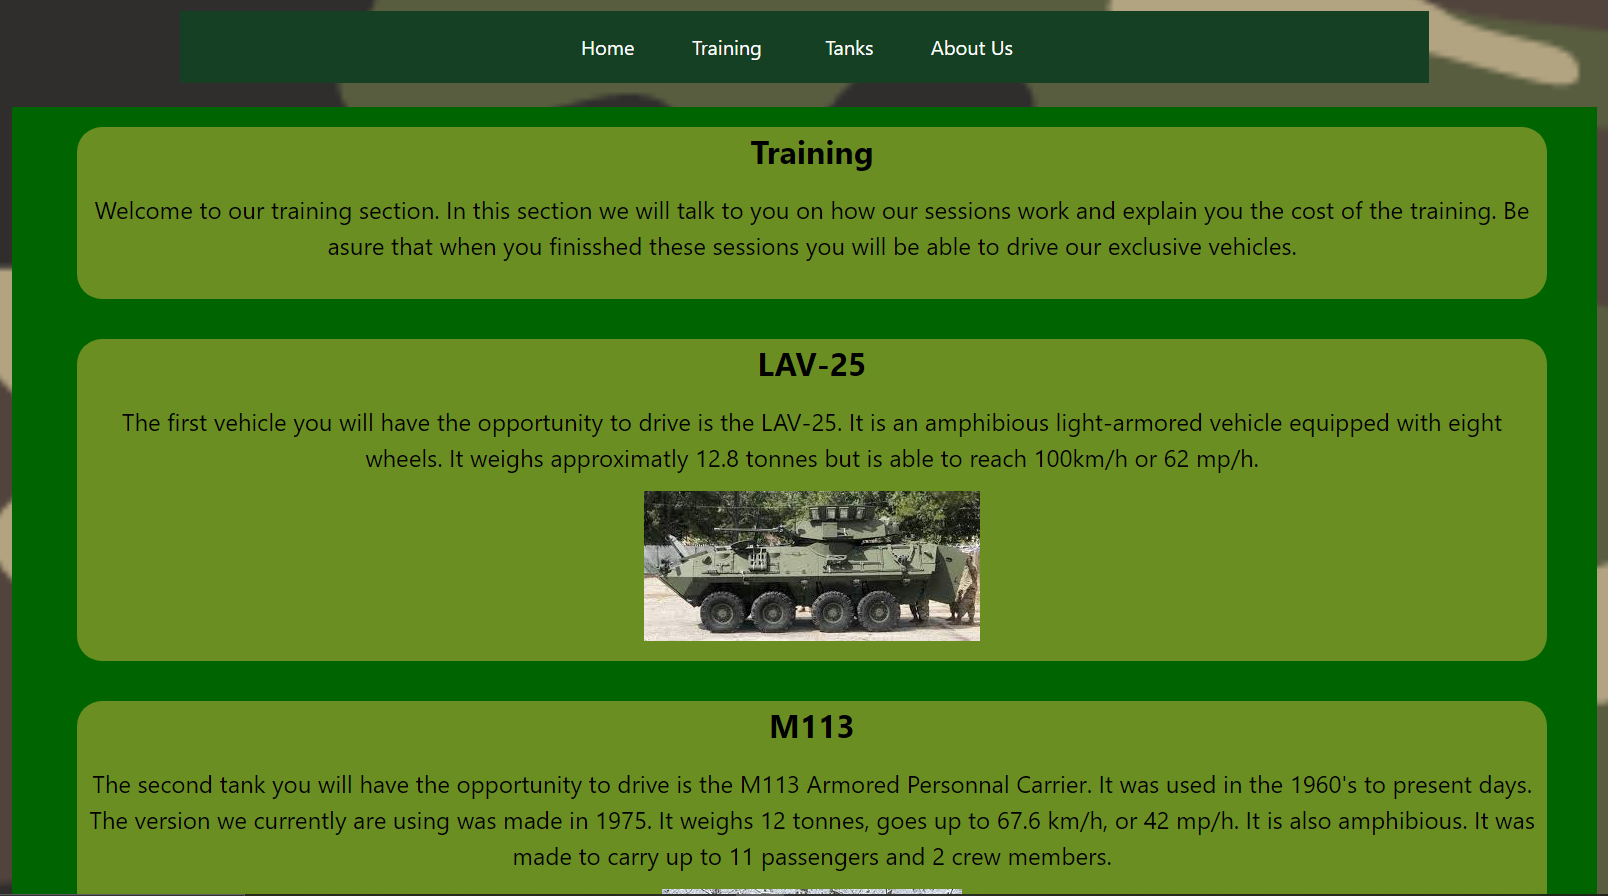 Home Training Tanks About Us
Training
Welcome to our training section. In this section we will talk to you on how our sessions work and explain you the cost of the training. Be
asure that when you finisshed these sessions you will be able to drive our exclusive vehicles.
LAV-25
The first vehicle you will have the opportunity to drive is the LAV-25. It is an amphibious light-armored vehicle equipped with eight
wheels. It weighs approximatly 12.8 tonnes but is able to reach 100km/h or 62 mp/h.
M113
The second tank you will have the opportunity to drive is the M113 Armored Personnal Carrier. It was used in the 1960's to present days.
The version we currently are using was made in 1975. It weighs 12 tonnes, goes up to 67.6 km/h, or 42 mp/h. It is also amphibious. It was
made to carry up to 11 passengers and 2 crew members.